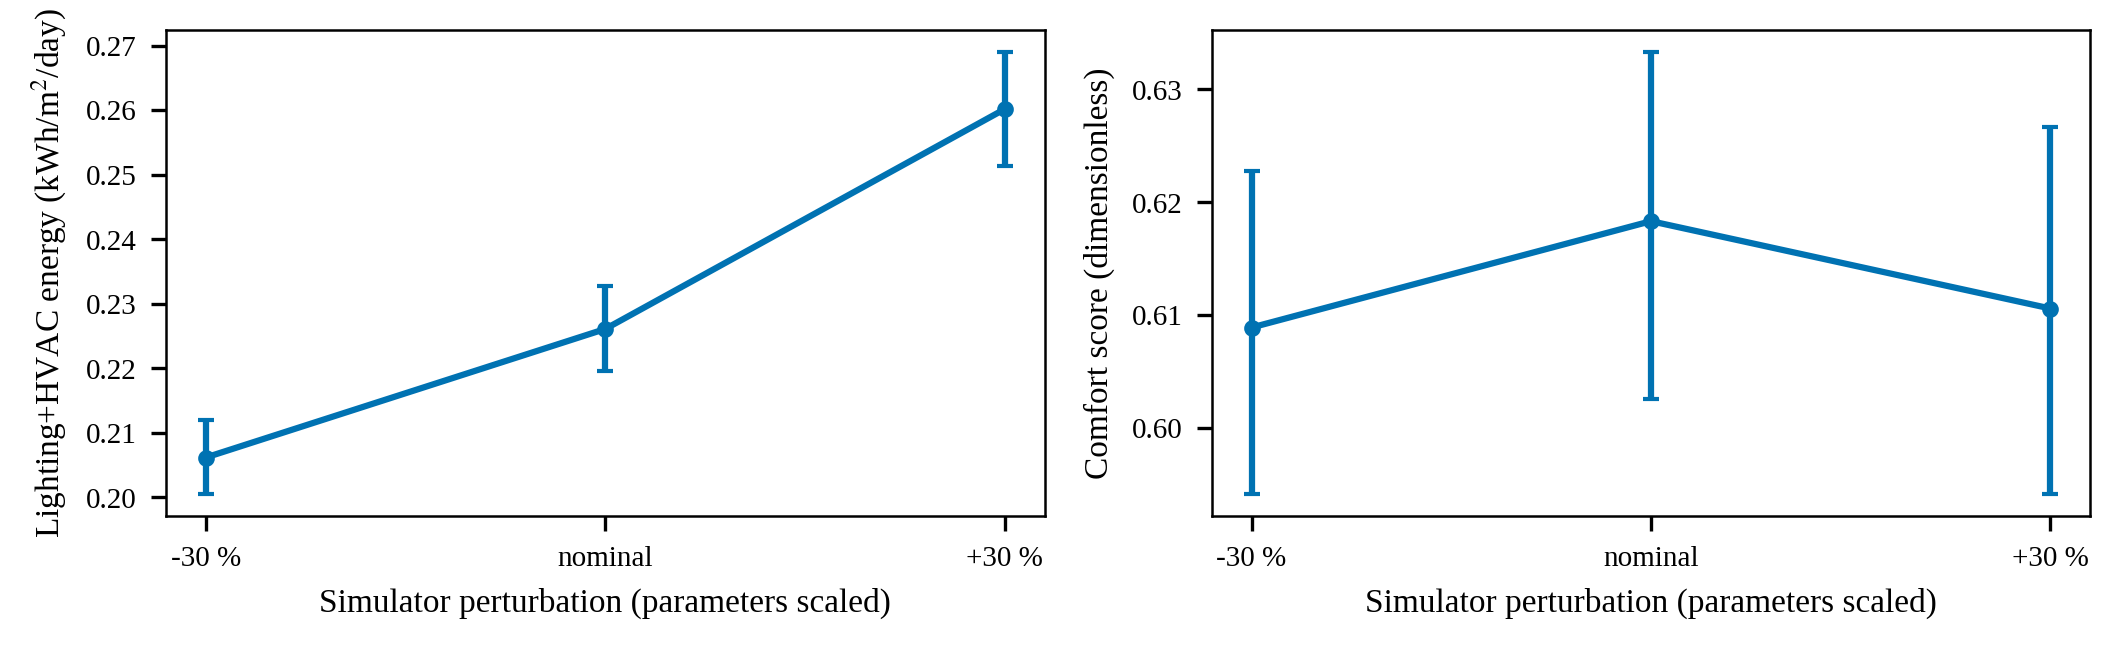 Lighting+HVAC energy (kWh/m²/day)
0.27
0.26
0.25
0.24
0.23
0.22
0.21
0.20
-30 %
nominal
+30 %
Simulator perturbation (parameters scaled)
Comfort score (dimensionless)
0.63
0.62
0.61
0.60
-30 %
nominal
+30 %
Simulator perturbation (parameters scaled)